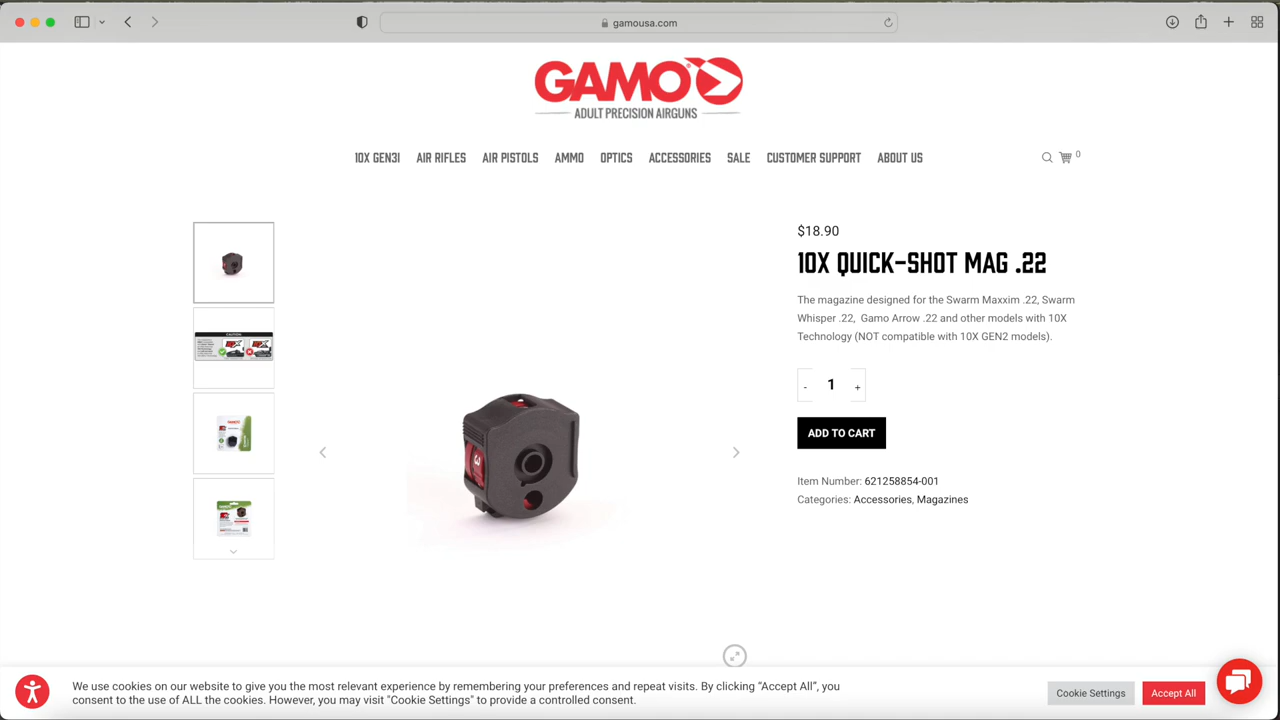 gamousa.com
GAMO
ADULT PRECISION AIRGUNS
10X GEN3I AIR RIFLES AIR PISTOLS AMMO OPTICS ACCESSORIES SALE CUSTOMER SUPPORT ABOUT US 0
$18.90
10X QUICK-SHOT MAG .22
The magazine designed for the Swarm Maxxim .22, Swarm
Whisper .22, Gamo Arrow .22 and other models with 10X
Technology (NOT compatible with 10X GEN2 models).
- 1 +
ADD TO CART
Item Number: 621258854-001
Categories: Accessories, Magazines
CAUTION
GAMO
3
We use cookies on our website to give you the most relevant experience by remembering your preferences and repeat visits. By clicking “Accept All”, you
consent to the use of ALL the cookies. However, you may visit "Cookie Settings" to provide a controlled consent.
Cookie Settings
Accept All